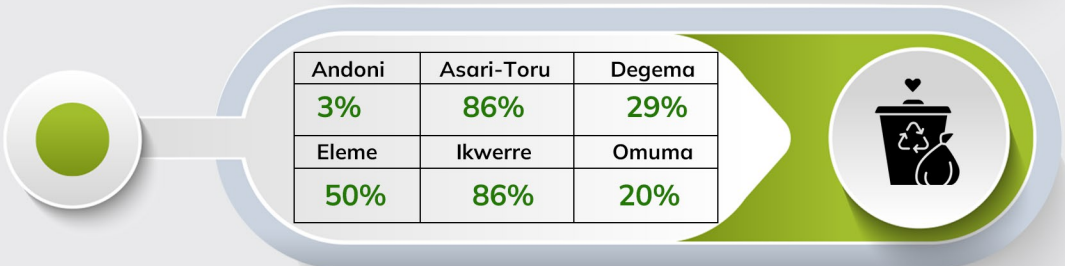 Andoni Asari-Toru Degema
3% 86% 29%
Eleme Ikwerre Omuma
50% 86% 20%